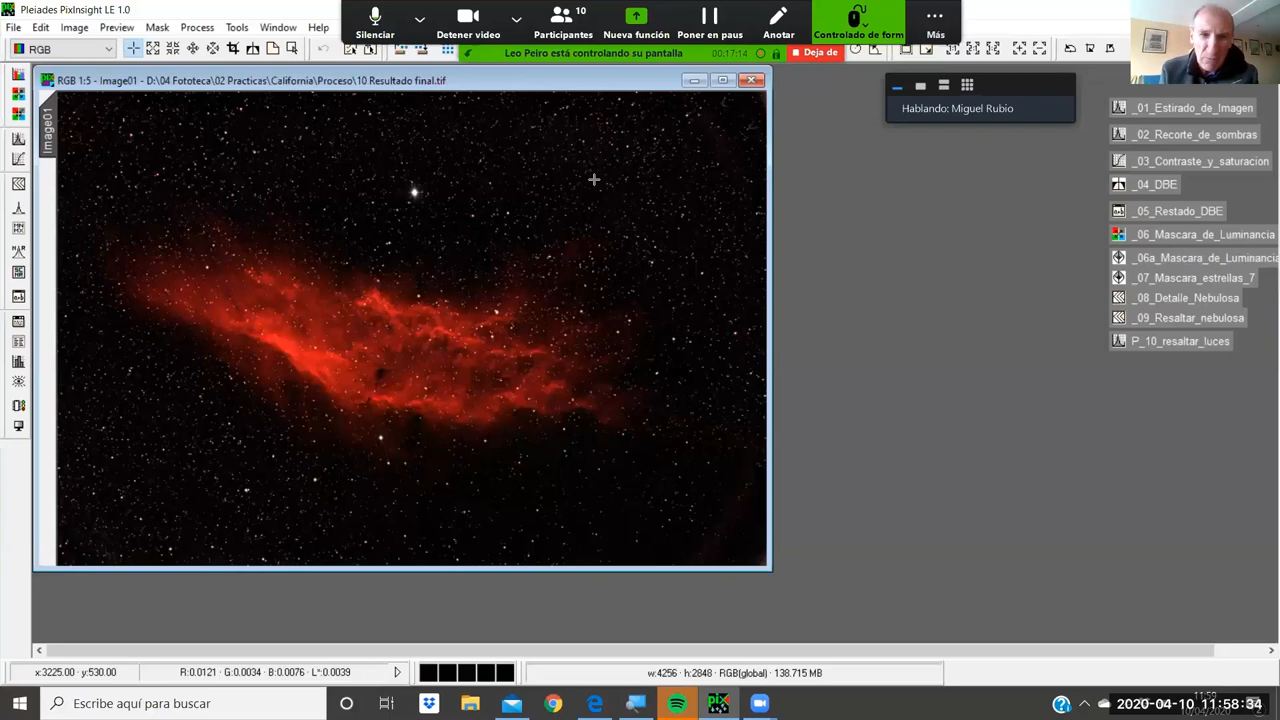 Pleiades PixInsight LE 1.0
File Edit Image Preview Mask Process Tools Window Help
Silenciar Detener video Participantes 10 Nueva función Poner en paus Anotar Controlado de form Más
RGB
Leo Peiro está controlando su pantalla 00:17:14 Deja de
RGB 1:5 - Image01 - D:\04 Fototeca\02 Practicas\California\Proceso\10 Resultado final.tif
Image01
Hablando: Miguel Rubio
_01_Estirado_de_Imagen
_02_Recorte_de_sombras
_03_Contraste_y_saturacion
_04_DBE
_05_Restado_DBE
_06_Mascara_de_Luminancia
_06a_Mascara_de_Luminancia
_07_Mascara_estrellas_7
_08_Detalle_Nebulosa
_09_Resaltar_nebulosa
P_10_resaltar_luces
x:3225.00 · y:530.00 R:0.0121 · G:0.0034 · B:0.0076 · L*:0.0039 w:4256 · h:2848 · RGB(global) · 138.715 MB
Escribe aquí para buscar
2020-04-10 11:58:34